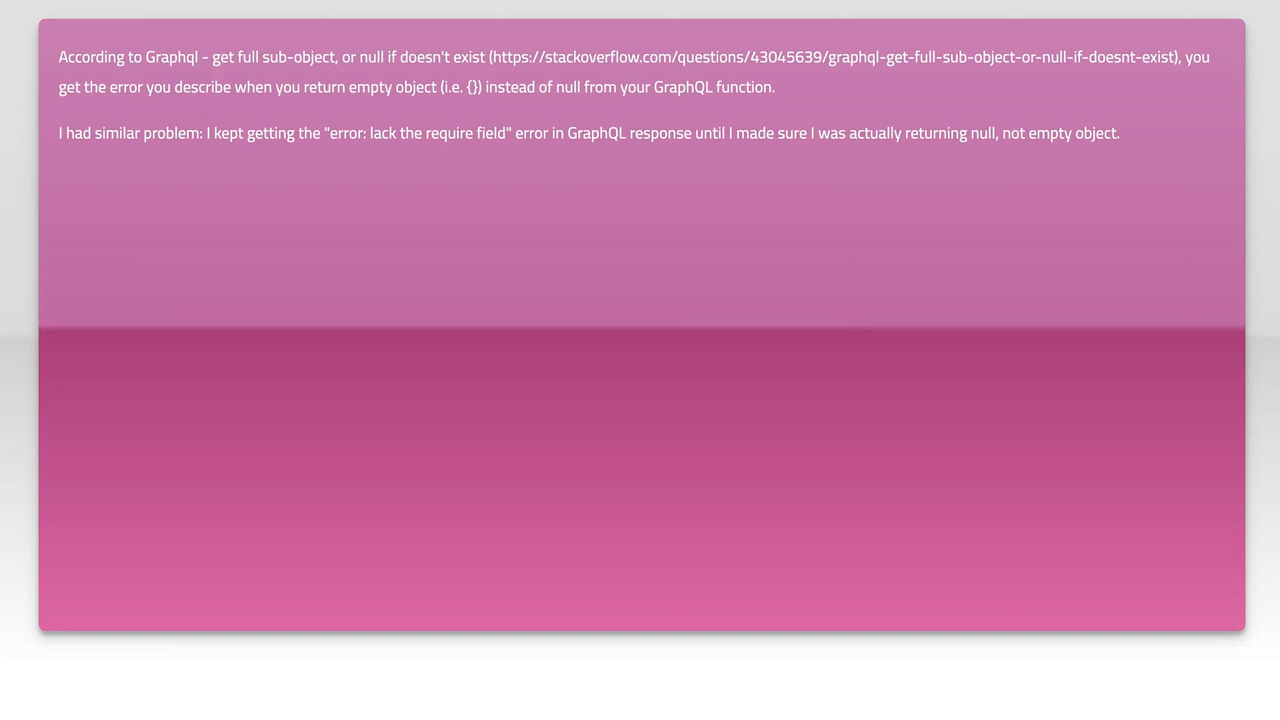 According to Graphql - get full sub-object, or null if doesn't exist (https://stackoverflow.com/questions/43045639/graphql-get-full-sub-object-or-null-if-doesnt-exist), you
get the error you describe when you return empty object (i.e. {}) instead of null from your GraphQL function.
I had similar problem: I kept getting the "error: lack the require field" error in GraphQL response until I made sure I was actually returning null, not empty object.